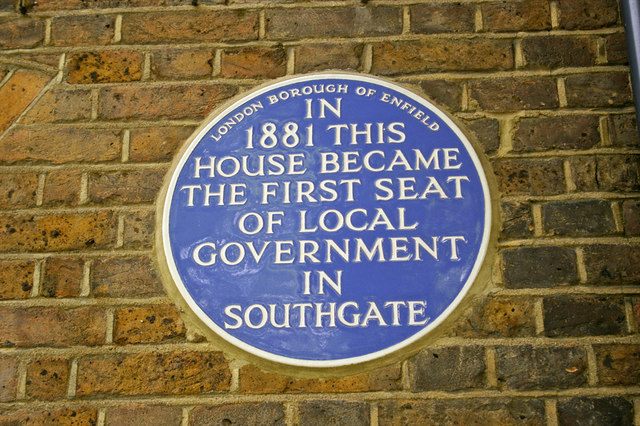 LONDON BOROUGH OF ENFIELD
IN
1881 THIS
HOUSE BECAME
THE FIRST SEAT
OF LOCAL
GOVERNMENT
IN
SOUTHGATE